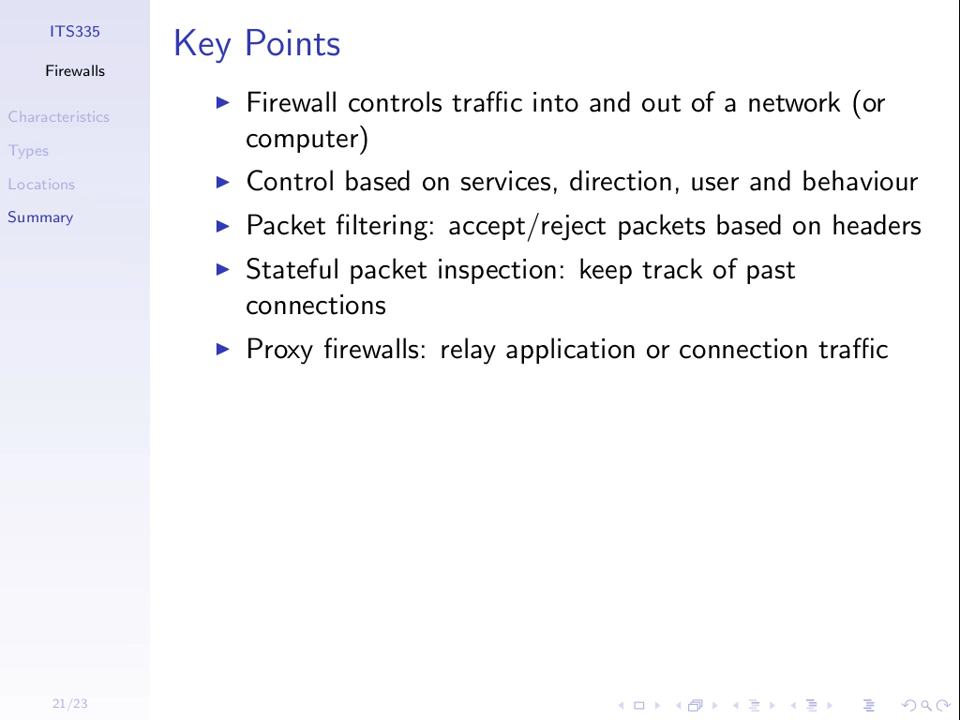 ITS335
Firewalls
Characteristics
Types
Locations
Summary
Key Points
Firewall controls traffic into and out of a network (or
computer)
Control based on services, direction, user and behaviour
Packet filtering: accept/reject packets based on headers
Stateful packet inspection: keep track of past
connections
Proxy firewalls: relay application or connection traffic
21/23